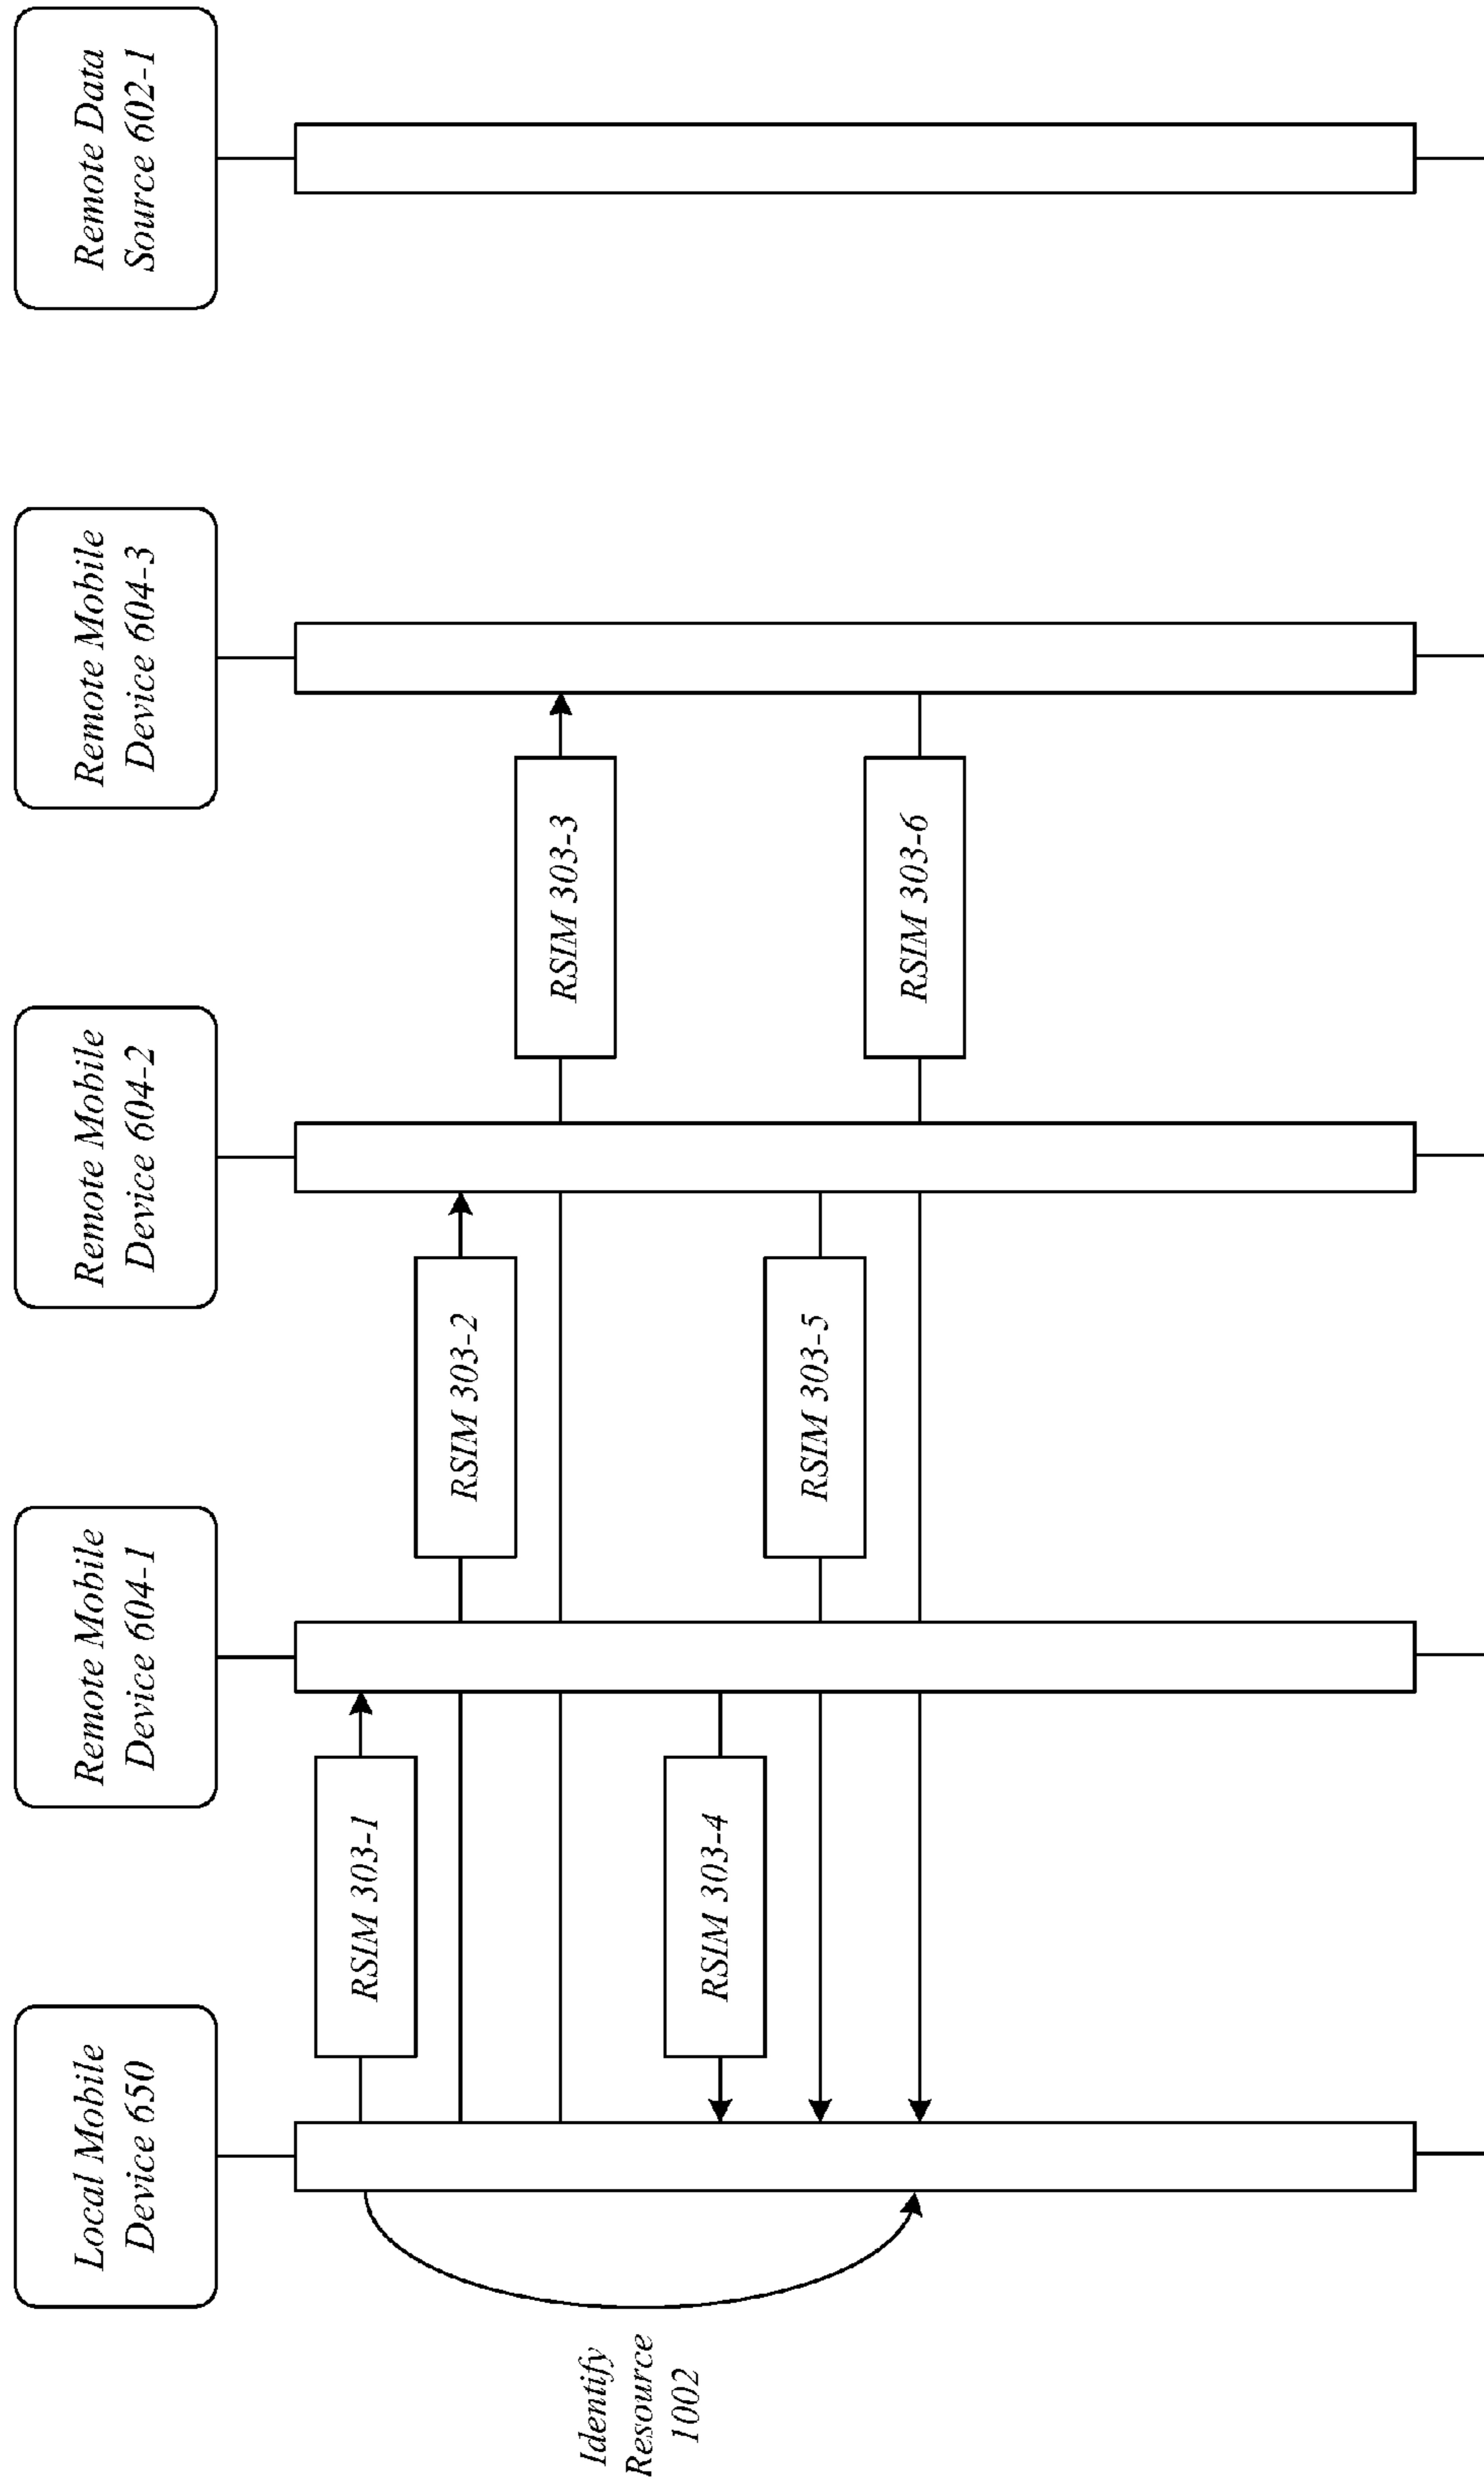 Local Mobile
Device 650
Remote Mobile
Device 604-1
Remote Mobile
Device 604-2
Remote Mobile
Device 604-3
Remote Data
Source 602-1
RSIM 303-1
RSIM 303-2
RSIM 303-3
Identify
Resource
1002
RSIM 303-4
RSIM 303-5
RSIM 303-6